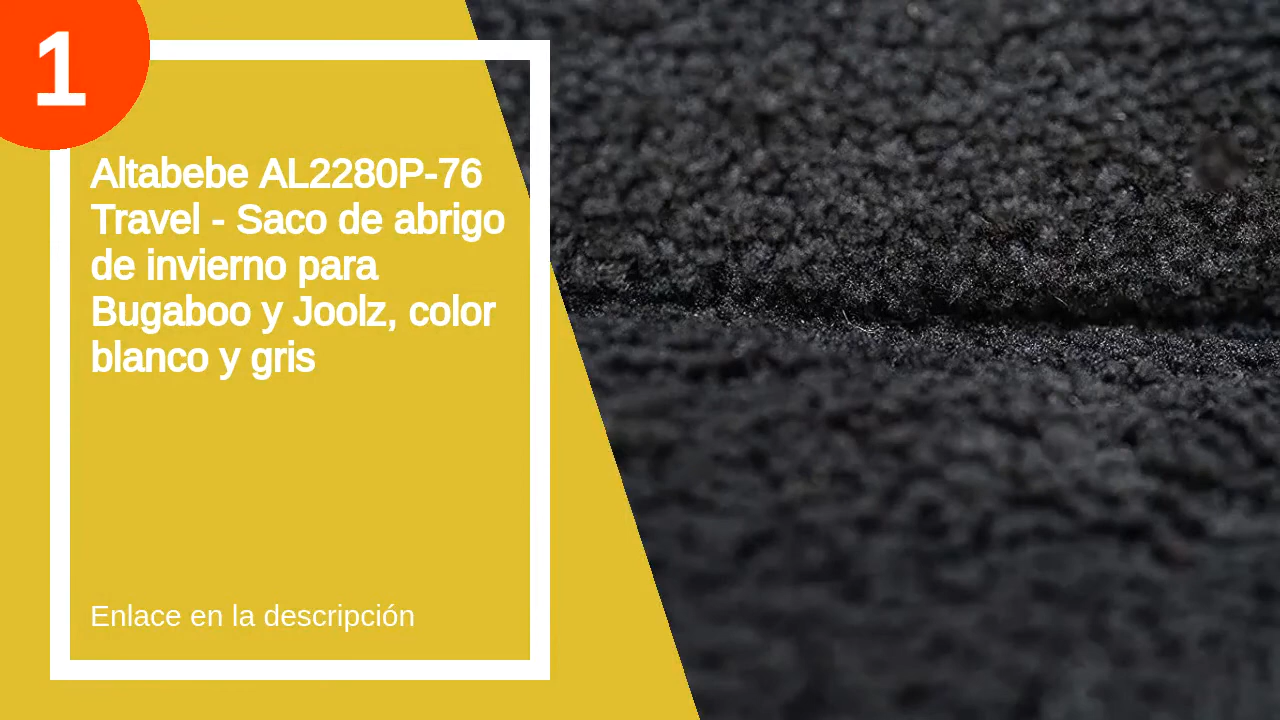 1
Altabebe AL2280P-76
Travel - Saco de abrigo
de invierno para
Bugaboo y Joolz, color
blanco y gris
Enlace en la descripción